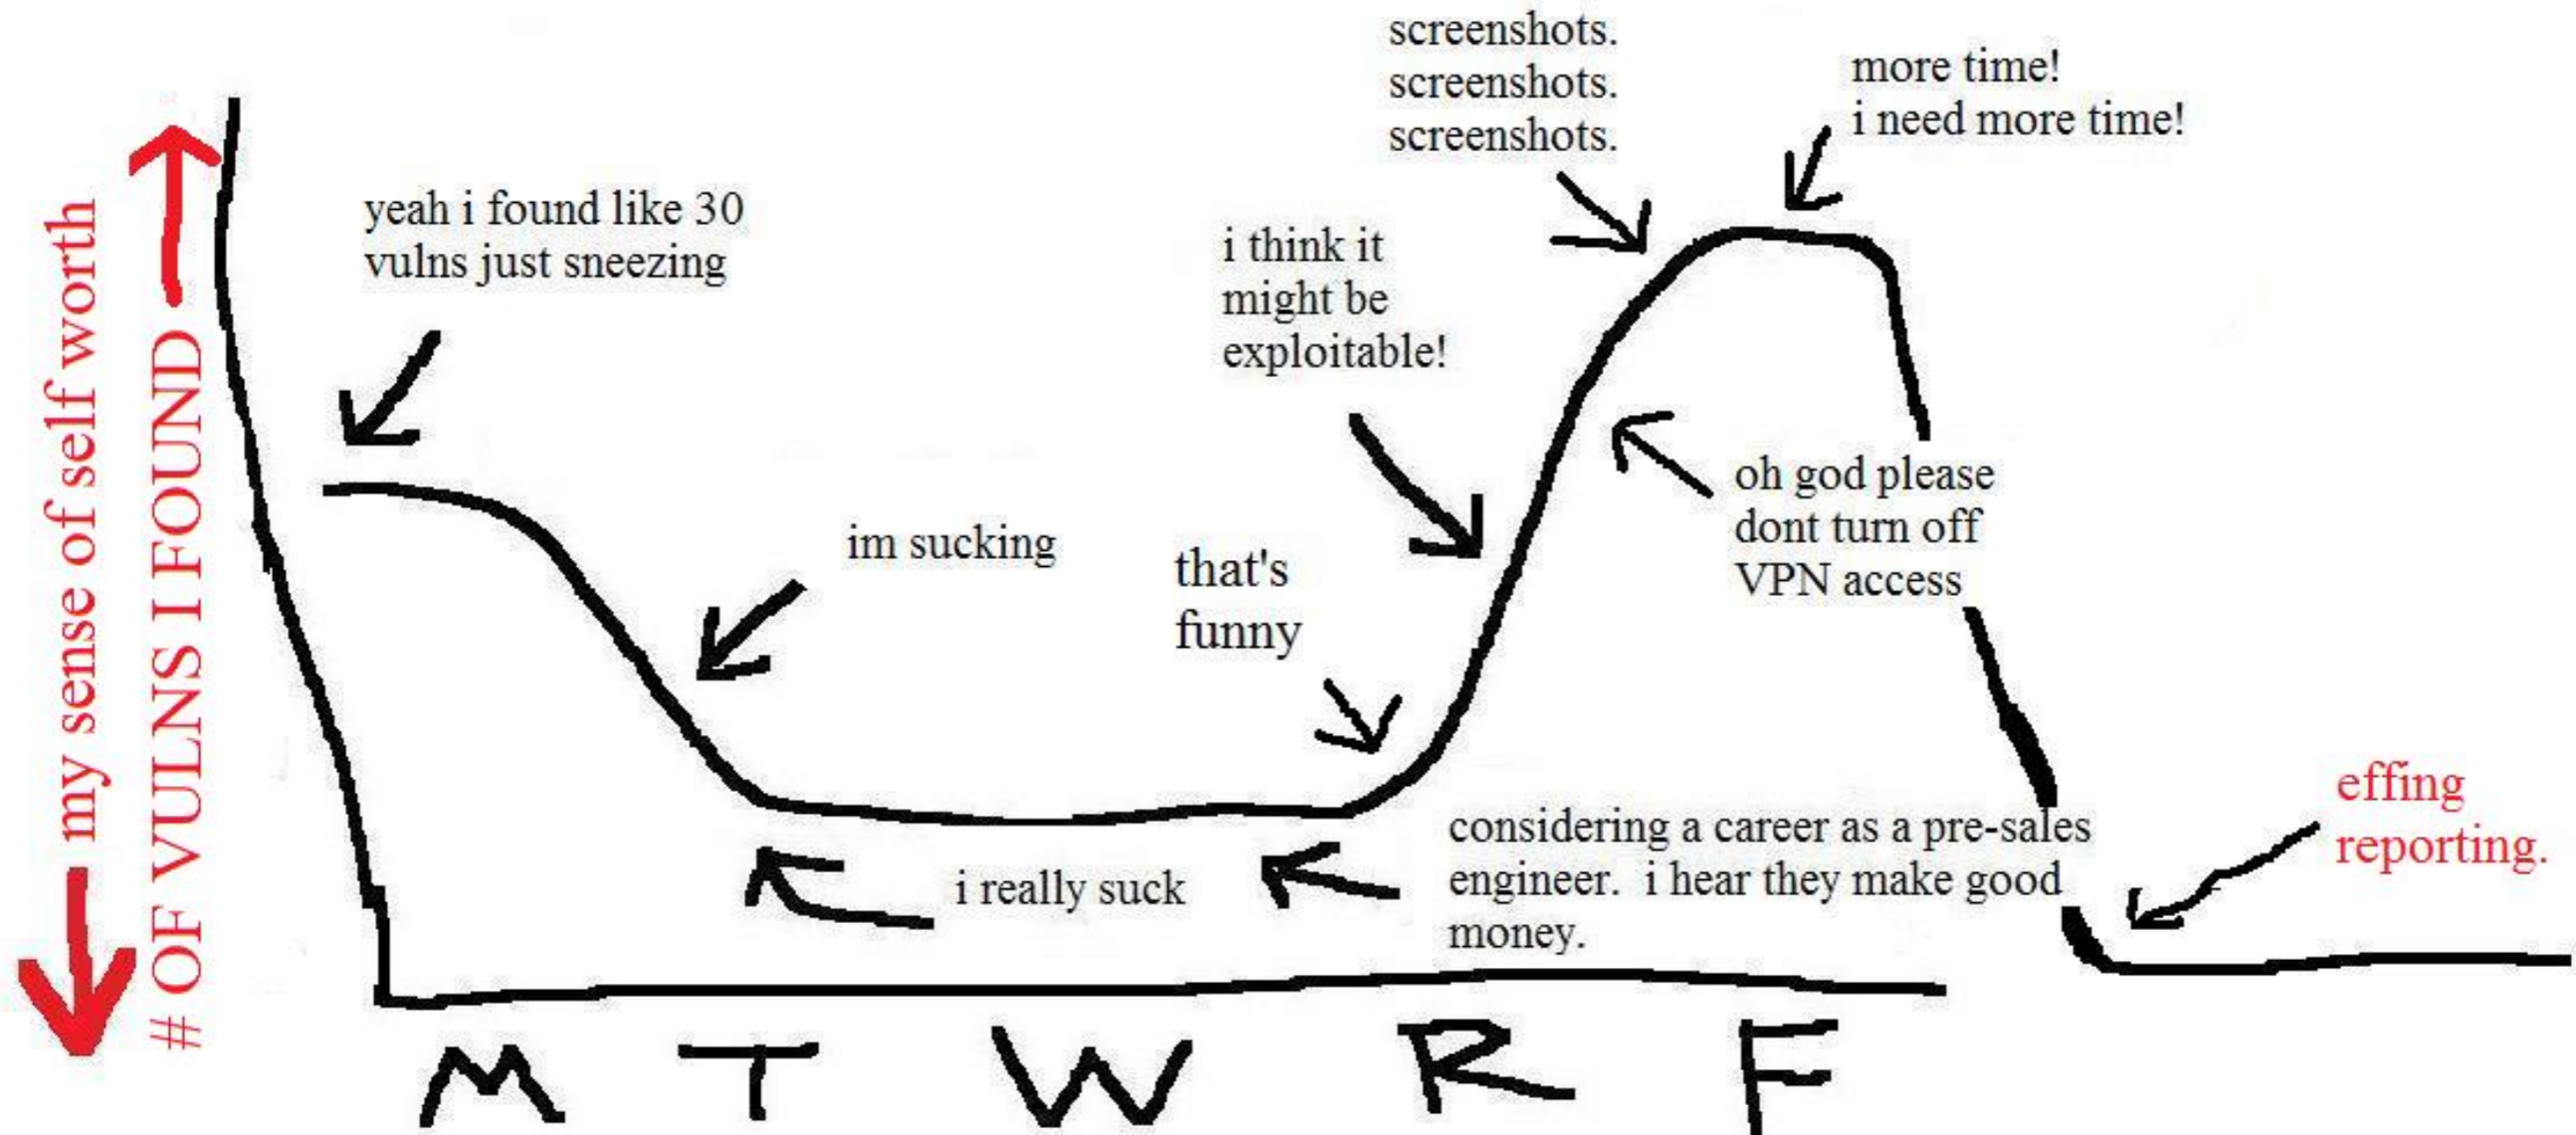 my sense of self worth
# OF VULNS I FOUND
yeah i found like 30
vulns just sneezing
im sucking
i really suck
that's
funny
considering a career as a pre-sales
engineer.  i hear they make good
money.
i think it
might be
exploitable!
screenshots.
screenshots.
screenshots.
oh god please
dont turn off
VPN access
more time!
i need more time!
effing
reporting.
M T W R F